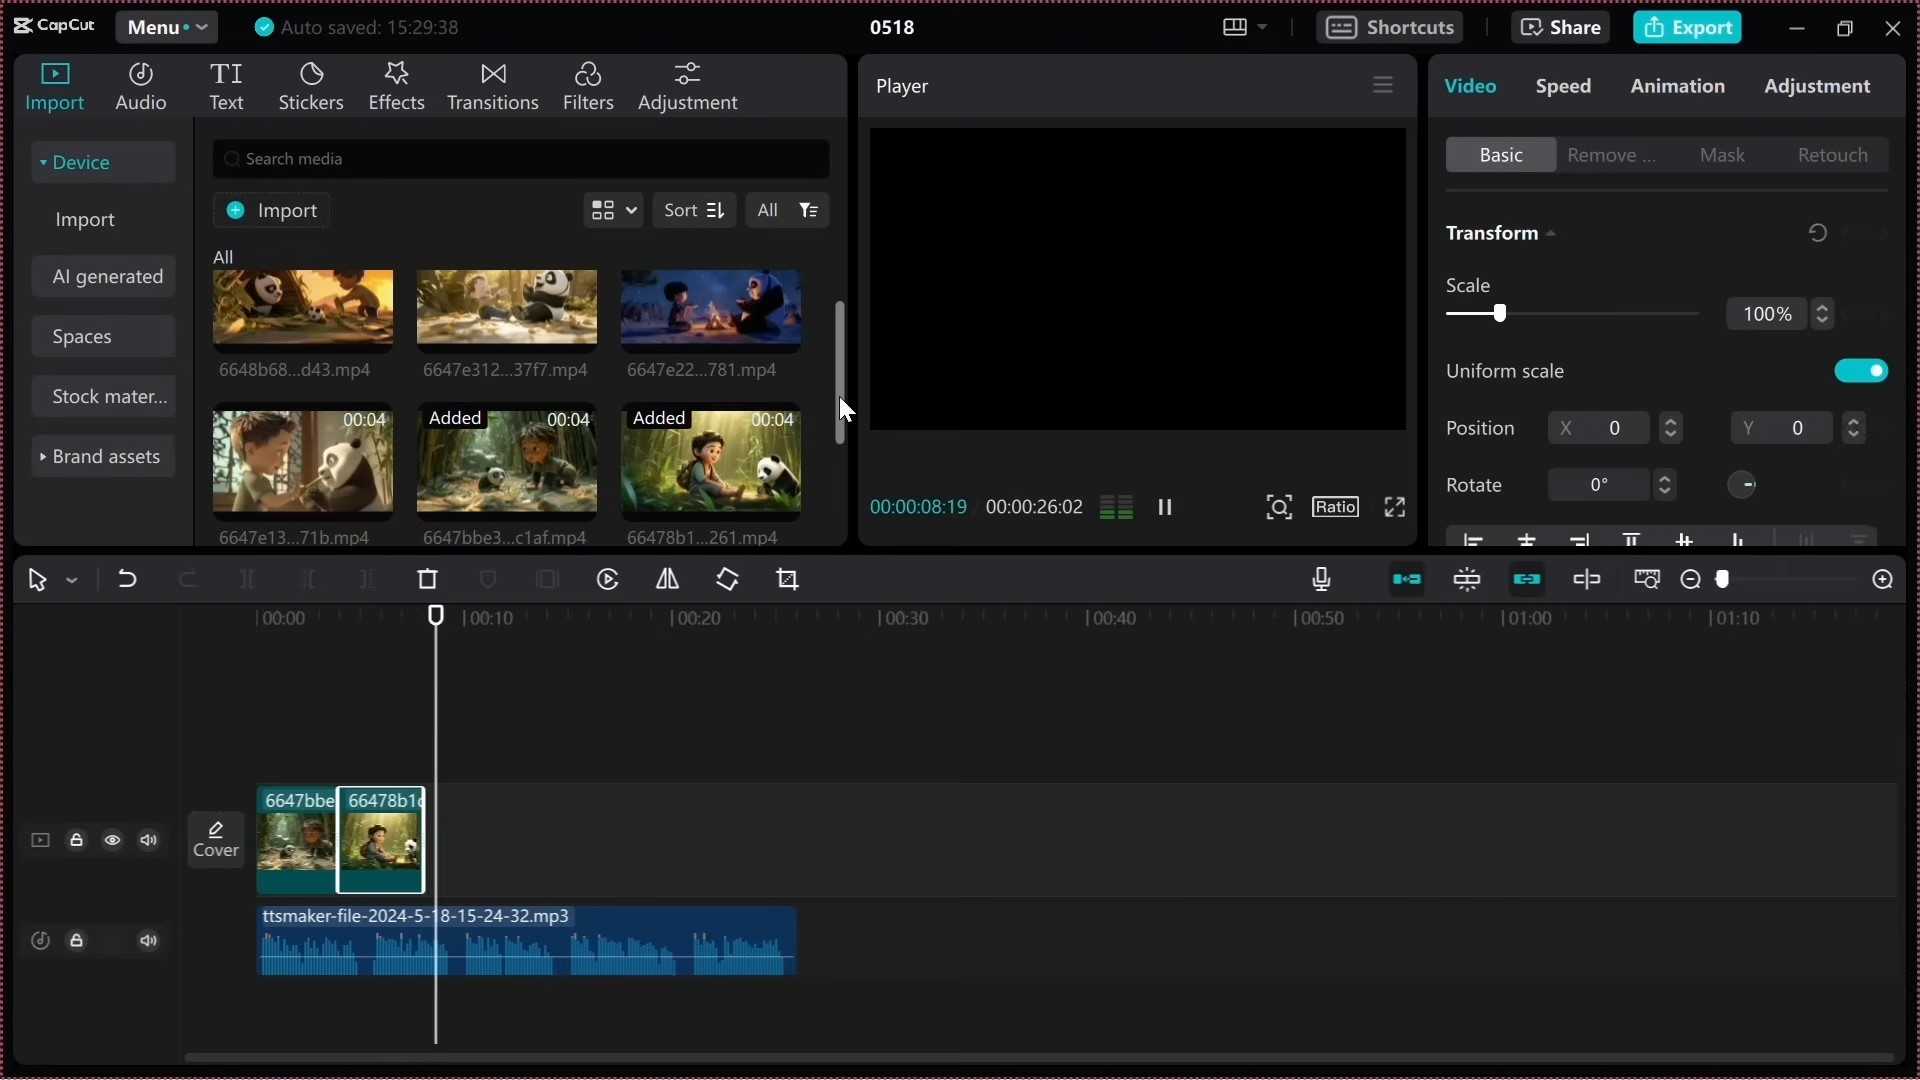 CapCut
Menu
Auto saved: 15:29:38
0518
Shortcuts
Share
Export
Import
Audio
Text
Stickers
Effects
Transitions
Filters
Adjustment
Device
Import
AI generated
Spaces
Stock mater...
Brand assets
Search media
Import
Sort
All
All
6648b68...d43.mp4
6647e312...37f7.mp4
6647e22...781.mp4
00:04
Added
00:04
Added
00:04
6647e13...71b.mp4
6647bbe3...c1af.mp4
66478b1...261.mp4
Player
00:00:08:19
00:00:26:02
Ratio
Video
Speed
Animation
Adjustment
Basic
Remove ...
Mask
Retouch
Transform
Scale
100%
Uniform scale
Position
X 0
Y 0
Rotate
0°
00:00
00:10
00:20
00:30
00:40
00:50
01:00
01:10
Cover
6647bbe
66478b1
ttsmaker-file-2024-5-18-15-24-32.mp3